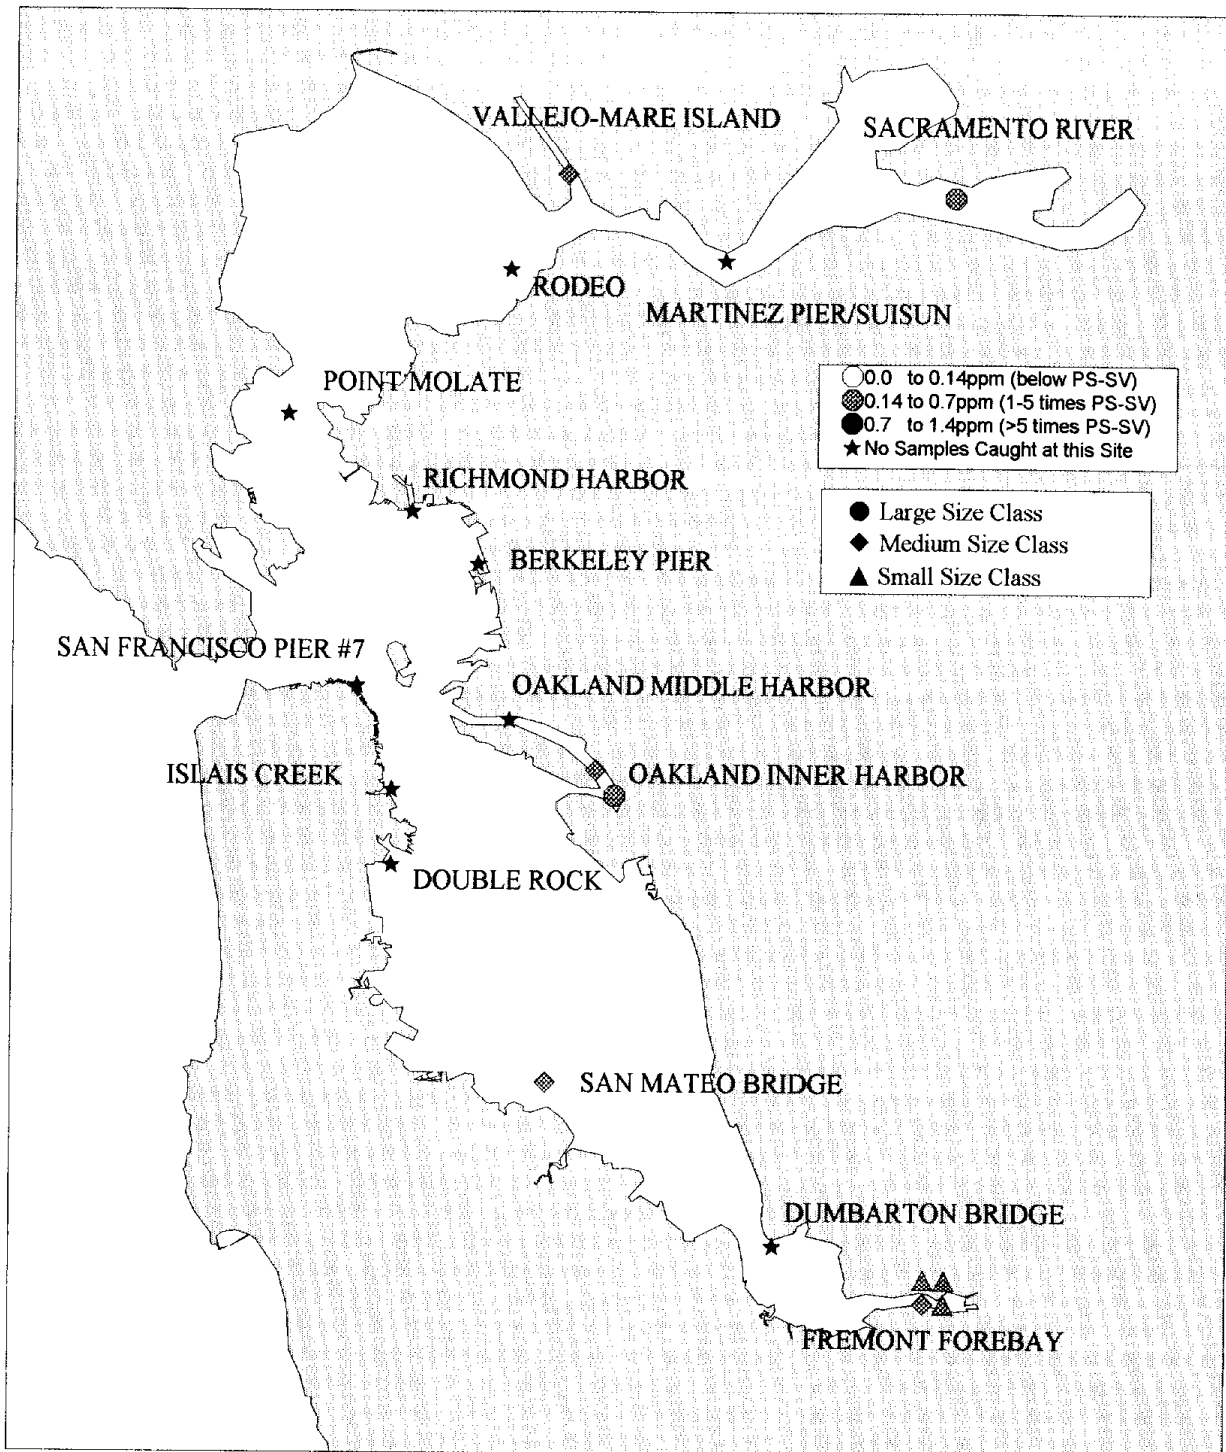 VALLEJO-MARE ISLAND
SACRAMENTO RIVER
RODEO
MARTINEZ PIER/SUISUN
POINT MOLATE
0.0 to 0.14ppm (below PS-SV)
0.14 to 0.7ppm (1-5 times PS-SV)
0.7 to 1.4ppm (>5 times PS-SV)
No Samples Caught at this Site
RICHMOND HARBOR
Large Size Class
Medium Size Class
Small Size Class
BERKELEY PIER
SAN FRANCISCO PIER #7
OAKLAND MIDDLE HARBOR
ISLAIS CREEK
OAKLAND INNER HARBOR
DOUBLE ROCK
SAN MATEO BRIDGE
DUMBARTON BRIDGE
FREMONT FOREBAY